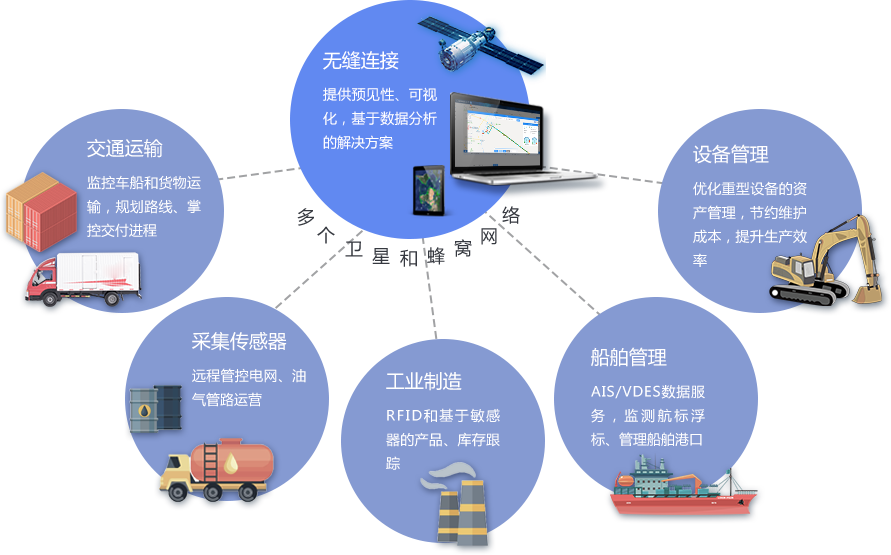 无缝连接
提供预见性、可视
化，基于数据分析
的解决方案
交通运输
监控车船和货物运
输，规划路线、掌
控交付进程
设备管理
优化重型设备的资
产管理，节约维护
成本，提升生产效
率
多个卫星和蜂窝网络
采集传感器
远程管控电网、油
气管路运营
工业制造
RFID和基于敏感
器的产品、库存跟
踪
船舶管理
AIS/VDES数据服
务，监测航标浮
标、管理船舶港口